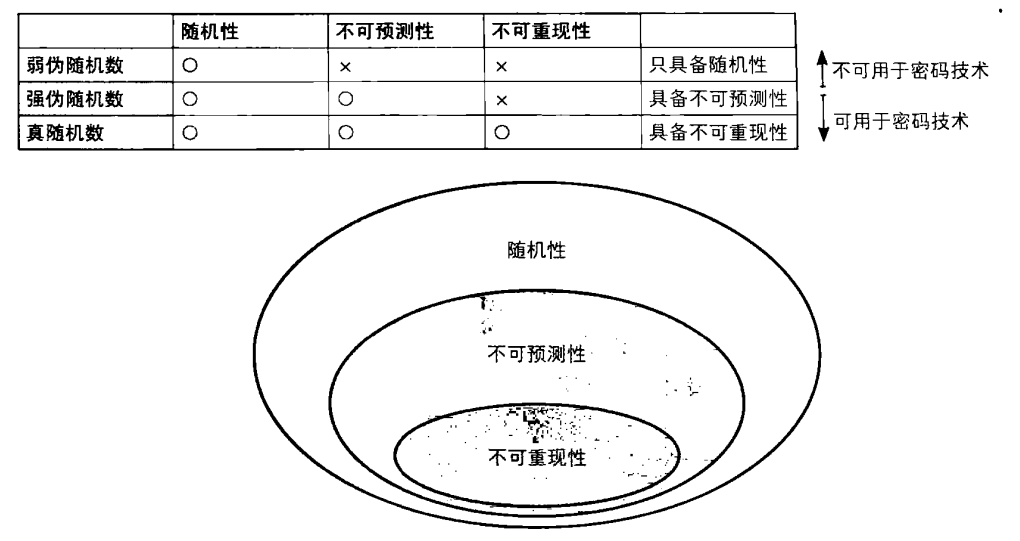 随机性 不可预测性 不可重现性
弱伪随机数 ○ × × 只具备随机性
强伪随机数 ○ ○ × 具备不可预测性
真随机数 ○ ○ ○ 具备不可重现性
不可用于密码技术
可用于密码技术
随机性
不可预测性
不可重现性